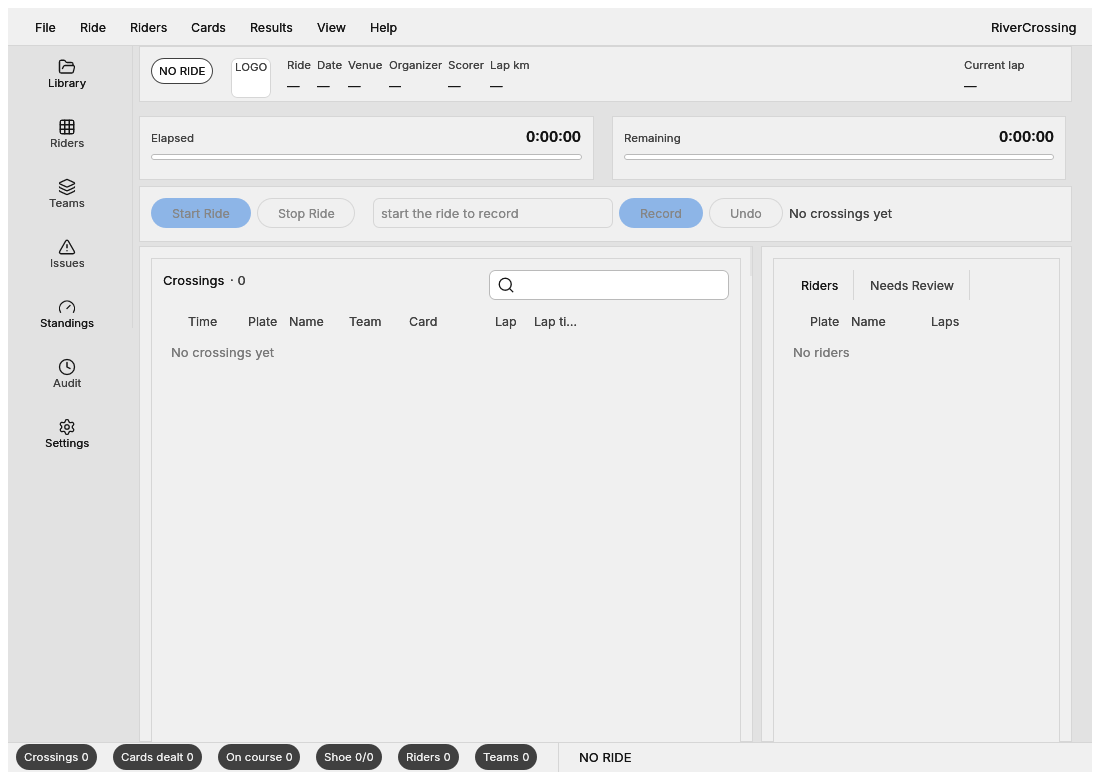 File Ride Riders Cards Results View Help RiverCrossing
Library
Riders
Teams
Issues
Standings
Audit
Settings
NO RIDE LOGO Ride Date Venue Organizer Scorer Lap km Current lap
— — — — — — —
Elapsed 0:00:00 Remaining 0:00:00
Start Ride Stop Ride start the ride to record Record Undo No crossings yet
Crossings · 0
Time Plate Name Team Card Lap Lap ti...
No crossings yet
Riders Needs Review
Plate Name Laps
No riders
Crossings 0 Cards dealt 0 On course 0 Shoe 0/0 Riders 0 Teams 0 NO RIDE